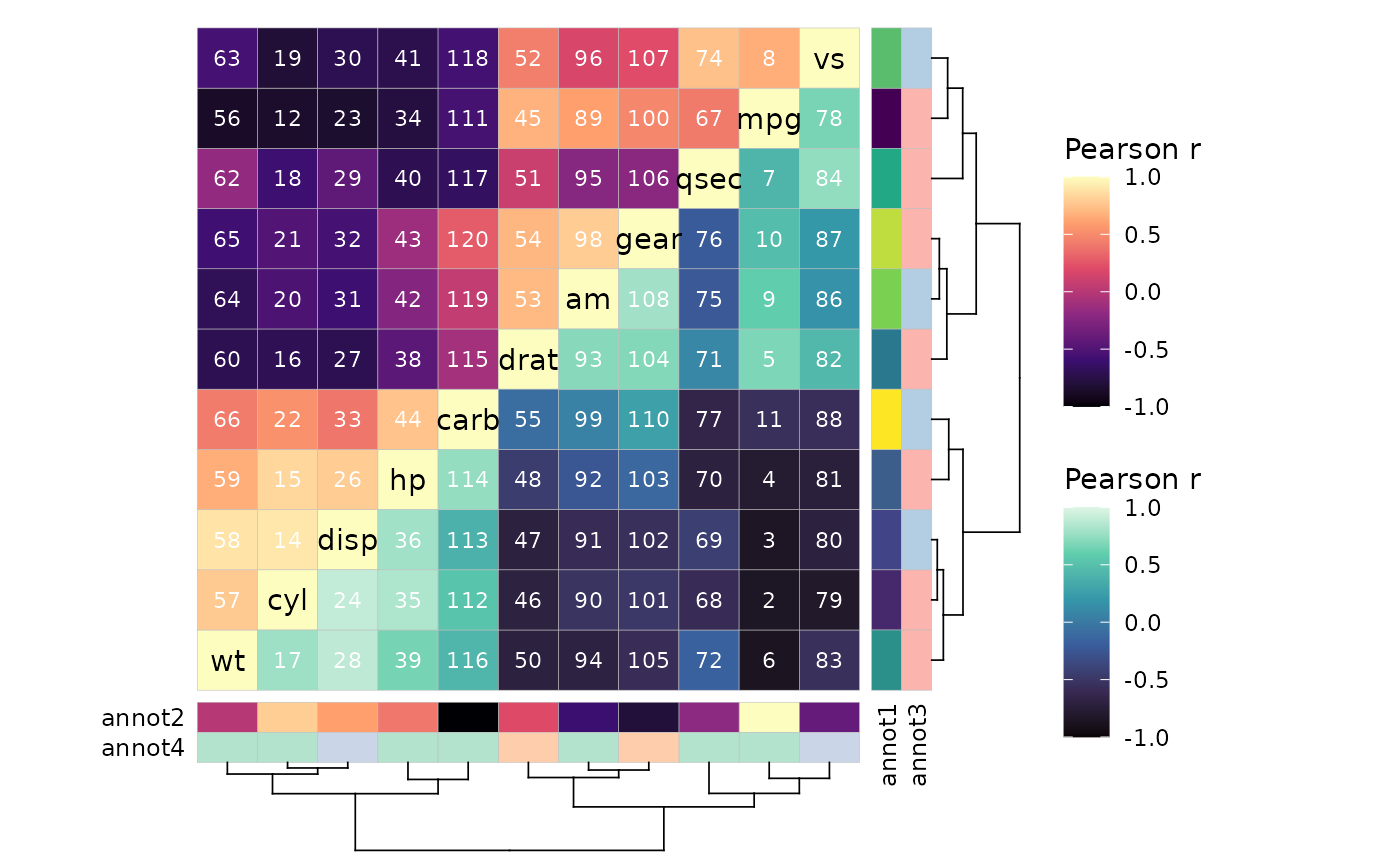 63 19 30 41 118 52 96 107 74 8 vs
56 12 23 34 111 45 89 100 67 mpg 78
62 18 29 40 117 51 95 106 qsec 7 84
65 21 32 43 120 54 98 gear 76 10 87
64 20 31 42 119 53 am 108 75 9 86
60 16 27 38 115 drat 93 104 71 5 82
66 22 33 44 carb 55 99 110 77 11 88
59 15 26 hp 114 48 92 103 70 4 81
58 14 disp 36 113 47 91 102 69 3 80
57 cyl 24 35 112 46 90 101 68 2 79
wt 17 28 39 116 50 94 105 72 6 83
annot2
annot4
annot1
annot3
Pearson r
1.0
0.5
0.0
-0.5
-1.0
Pearson r
1.0
0.5
0.0
-0.5
-1.0